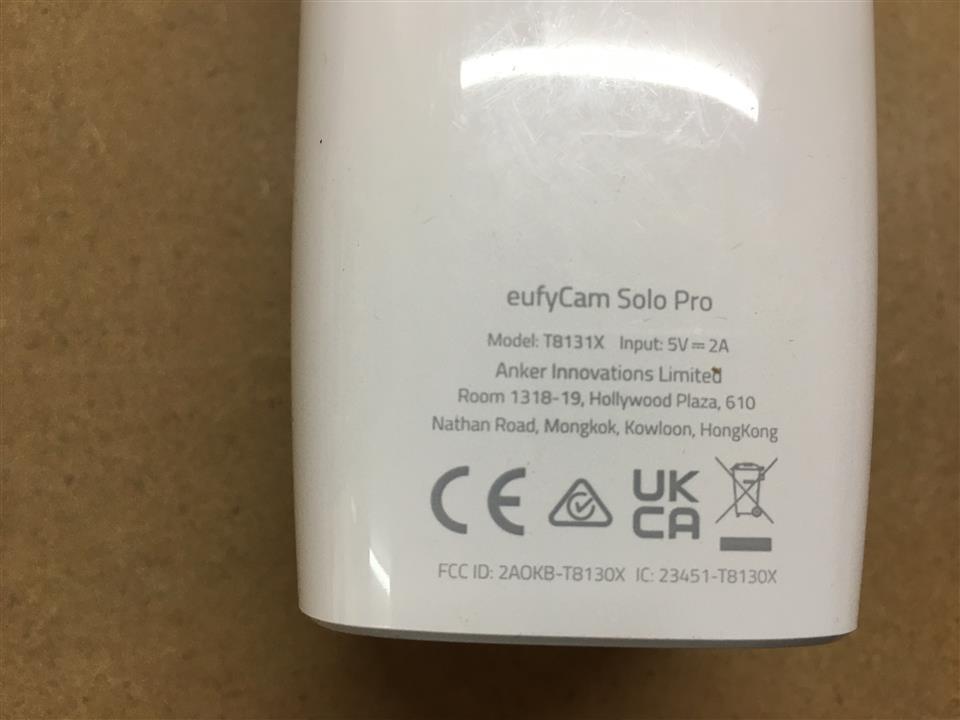 eufyCam Solo Pro
Model: T8131X Input: 5V⎓2A
Anker Innovations Limited
Room 1318-19, Hollywood Plaza, 610
Nathan Road, Mongkok, Kowloon, HongKong
CE UK
CA
FCC ID: 2AOKB-T8130X IC: 23451-T8130X